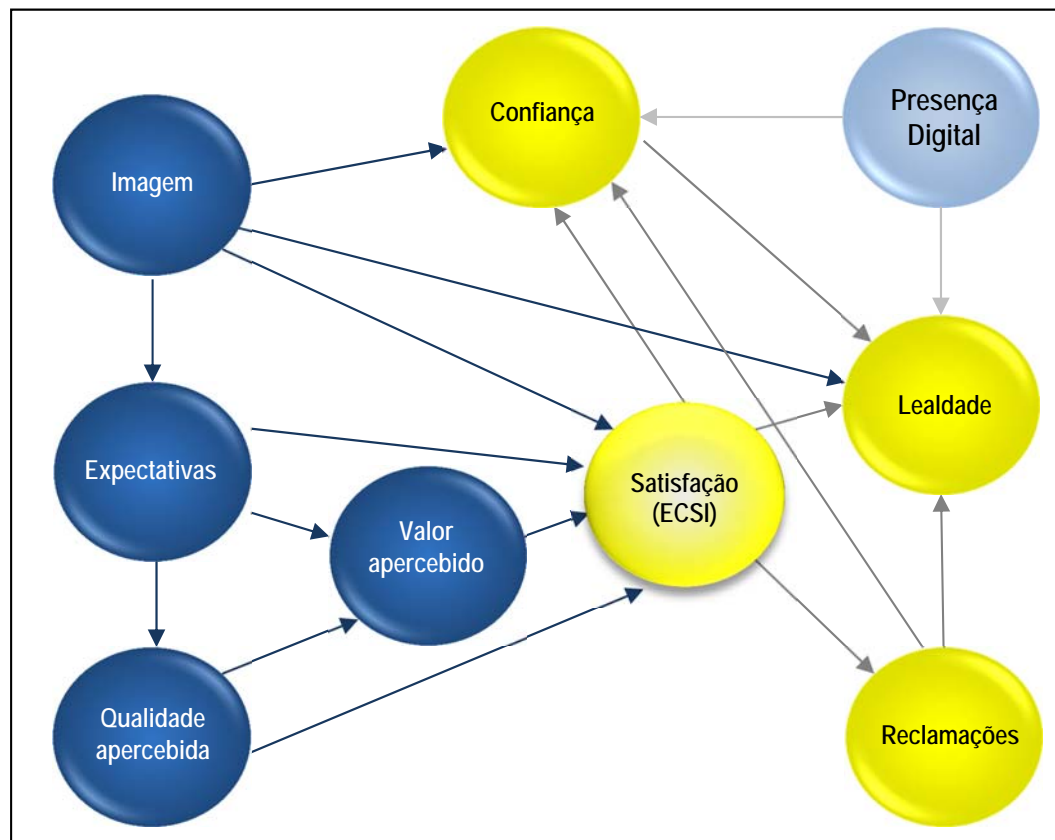 Confiança
Presença
Digital
Imagem
Lealdade
Expectativas
Satisfação
(ECSI)
Valor
apercebido
Qualidade
apercebida
Reclamações